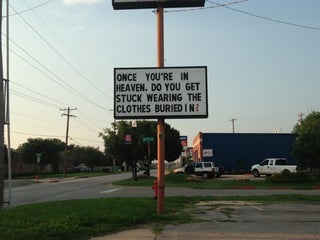 ONCE YOU'RE IN
HEAVEN. DO YOU GET
STUCK WEARING THE
CLOTHES BURIED IN?